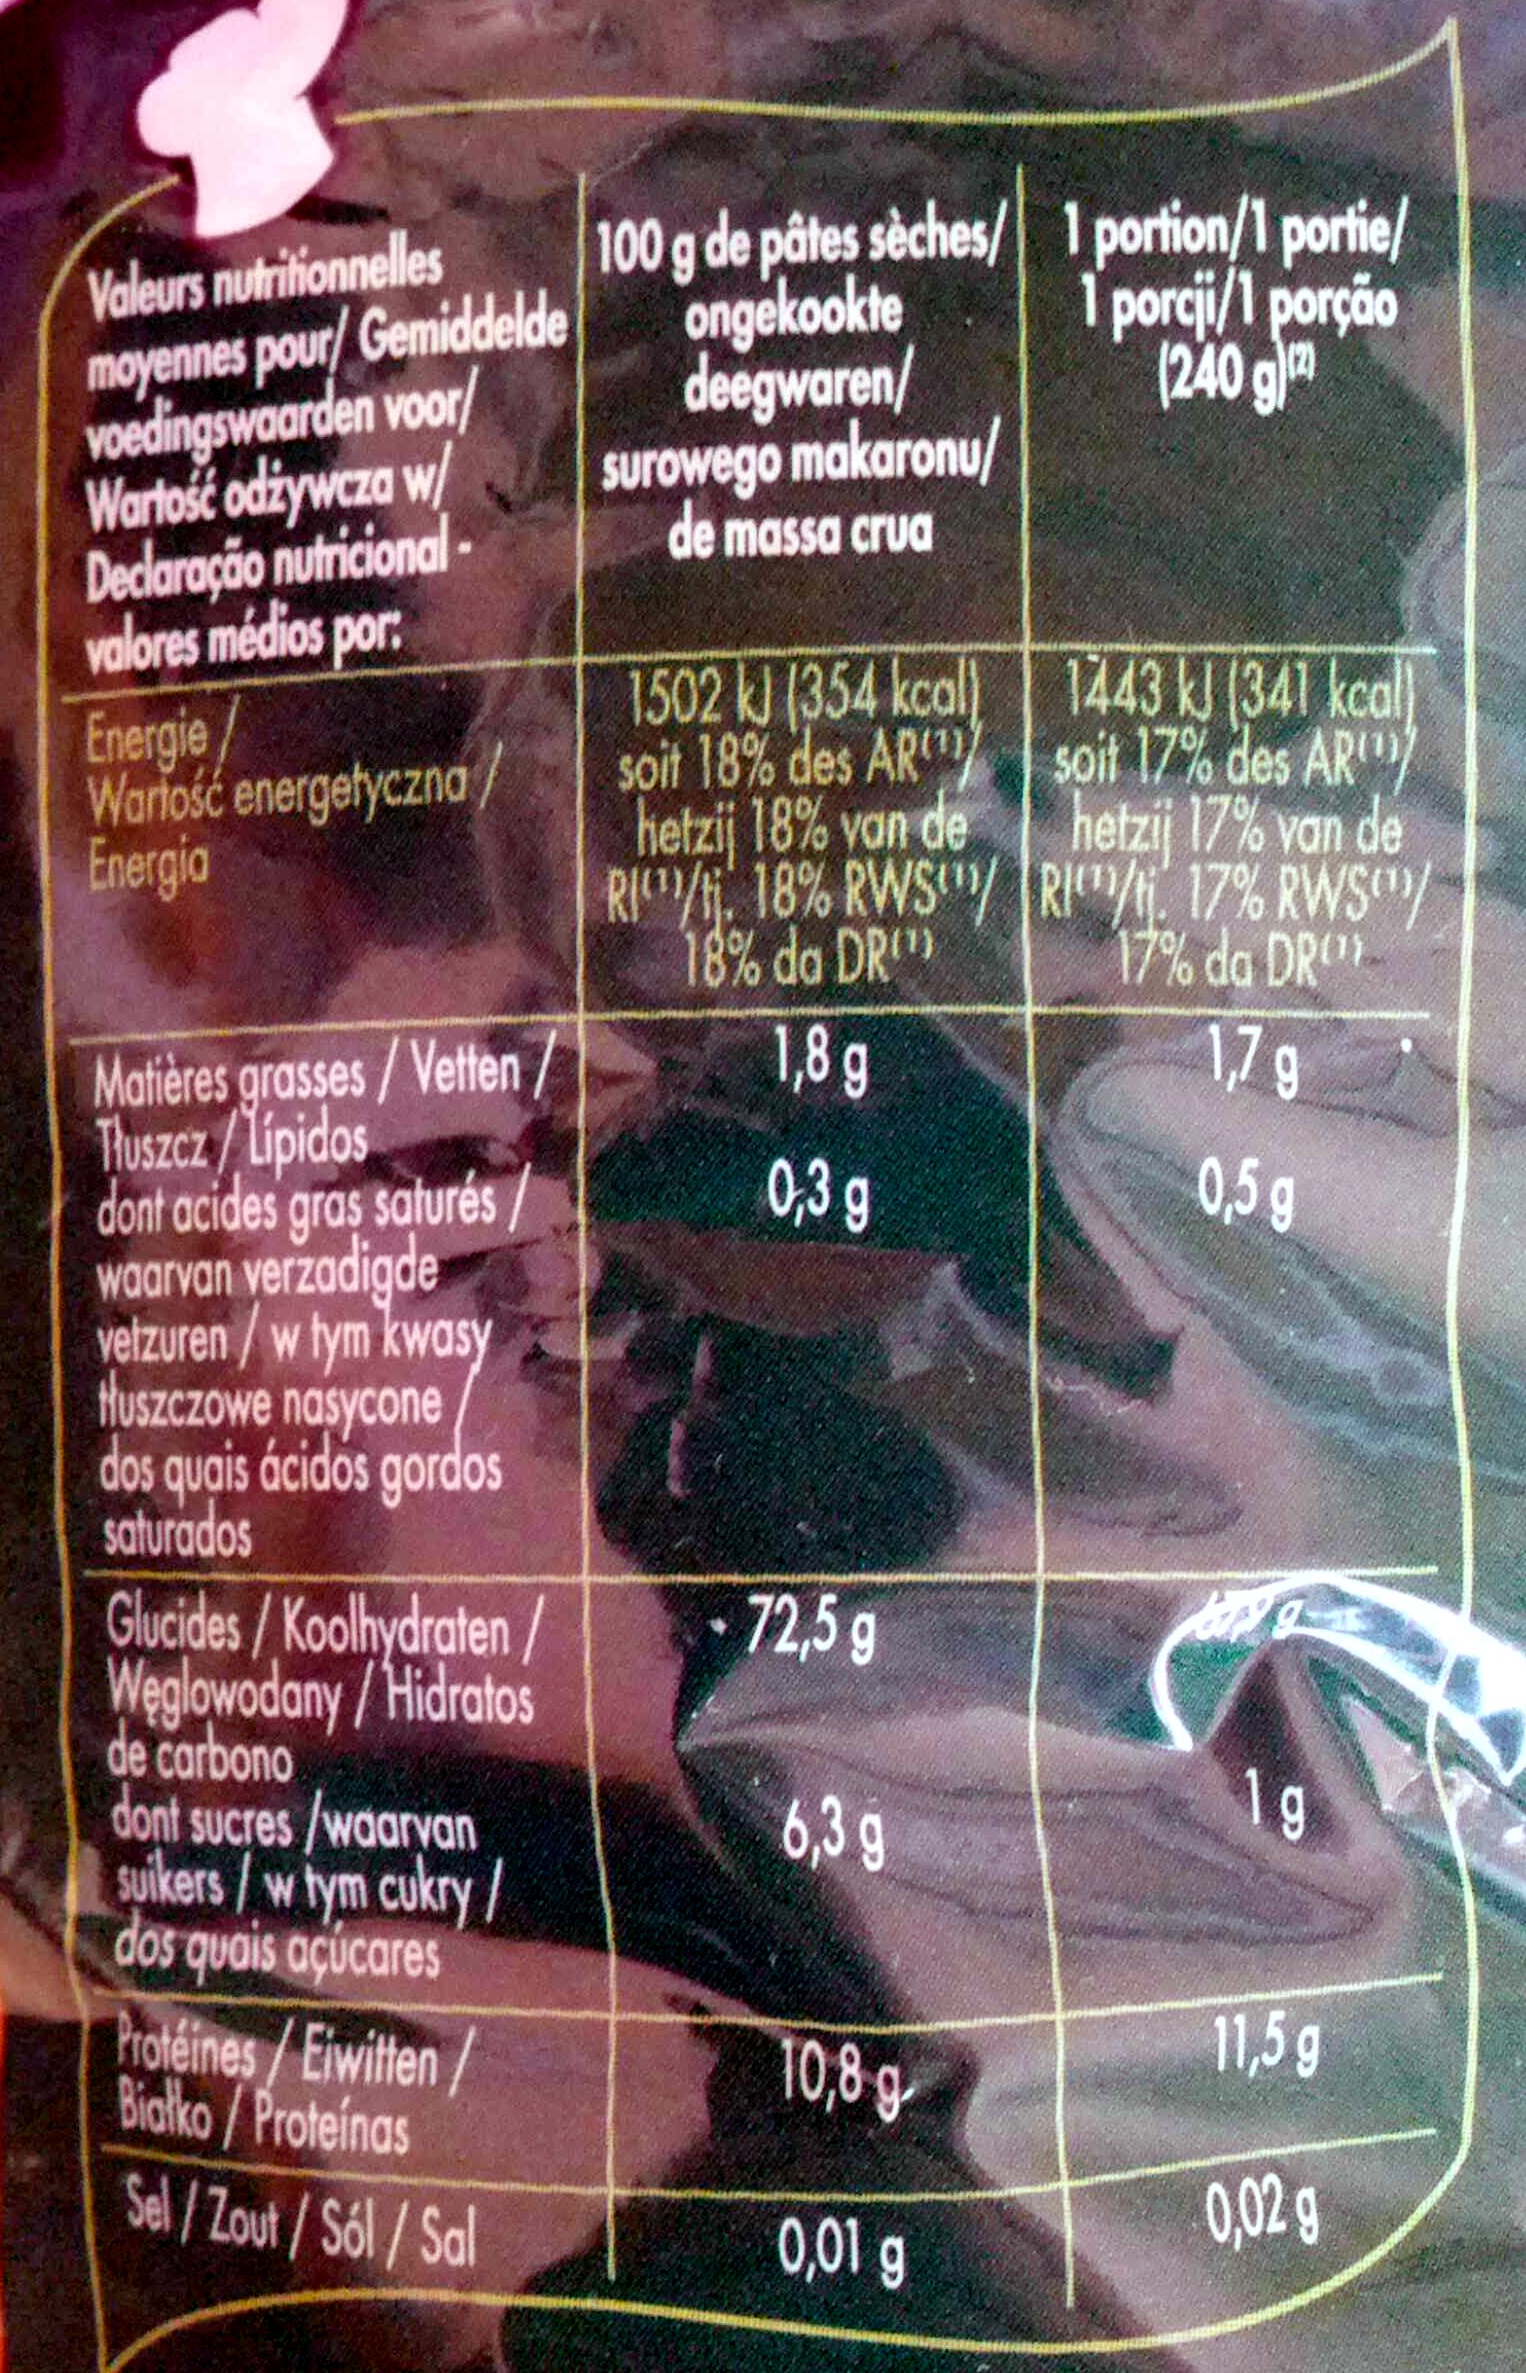 Valeurs nutritionnelles
moyennes pour/ Gemiddelde
voedingswaarden voor/
Wartość odżywcza w/
Declaração nutricional -
valores médios por:
100 g de pâtes sèches/
ongekookte
deegwaren/
surowego makaronu/
de massa crua
1 portion/1 portie/
1 porcji/1 porção
(240 g)(2)
Energie /
Wartość energetyczna /
Energia
1502 kJ (354 kcal)
soit 18% des AR(1)/
hetzij 18% van de
RI(1)/tj. 18% RWS(1)/
18% da DR(1)
1443 kJ (341 kcal)
soit 17% des AR(1)/
hetzij 17% van de
RI(1)/tj. 17% RWS(1)/
17% da DR(1)
Matières grasses / Vetten /
Tłuszcz / Lípidos
dont acides gras saturés /
waarvan verzadigde
vetzuren / w tym kwasy
tłuszczowe nasycone /
dos quais ácidos gordos
saturados
1,8 g
0,3 g
1,7 g
0,5 g
Glucides / Koolhydraten /
Węglowodany / Hidratos
de carbono
dont sucres /waarvan
suikers / w tym cukry /
dos quais açúcares
72,5 g
6,3 g
1 g
Protéines / Eiwitten /
Białko / Proteínas
10,8 g
11,5 g
Sel / Zout / Sól / Sal
0,01 g
0,02 g